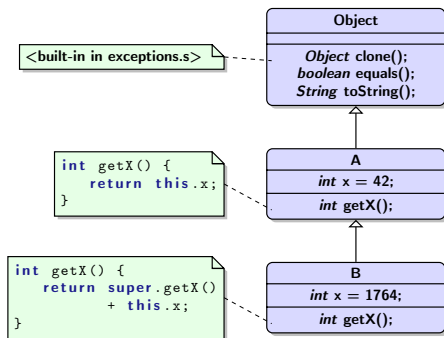 Object
<built-in in exceptions.s>
Object clone();
boolean equals();
String toString();
A
int x = 42;
int getX();
int getX() {
return this.x;
}
B
int x = 1764;
int getX();
int getX() {
return super.getX()
+ this.x;
}